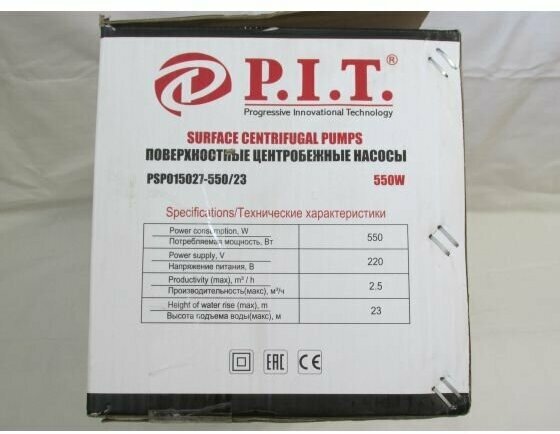 P.I.T.®
Progressive Innovational Technology
SURFACE CENTRIFUGAL PUMPS
ПОВЕРХНОСТНЫЕ ЦЕНТРОБЕЖНЫЕ НАСОСЫ
PSP015027-550/23 550W
Specifications/Технические характеристики
Power consumption, W
Потребляемая мощность, Вт
550
Power supply, V
Напряжение питания, В
220
Productivity (max), m³ / h
Производительность(макс), м³/ч
2.5
Height of water rise (max), m
Высота подъема воды(макс), м
23
EAC CE